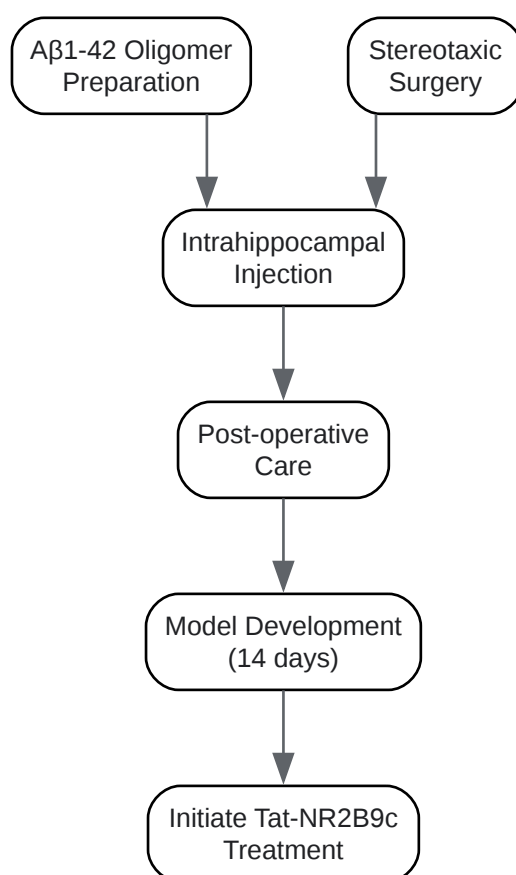 Aβ1-42 Oligomer
Preparation
Stereotaxic
Surgery
Intrahippocampal
Injection
Post-operative
Care
Model Development
(14 days)
Initiate Tat-NR2B9c
Treatment